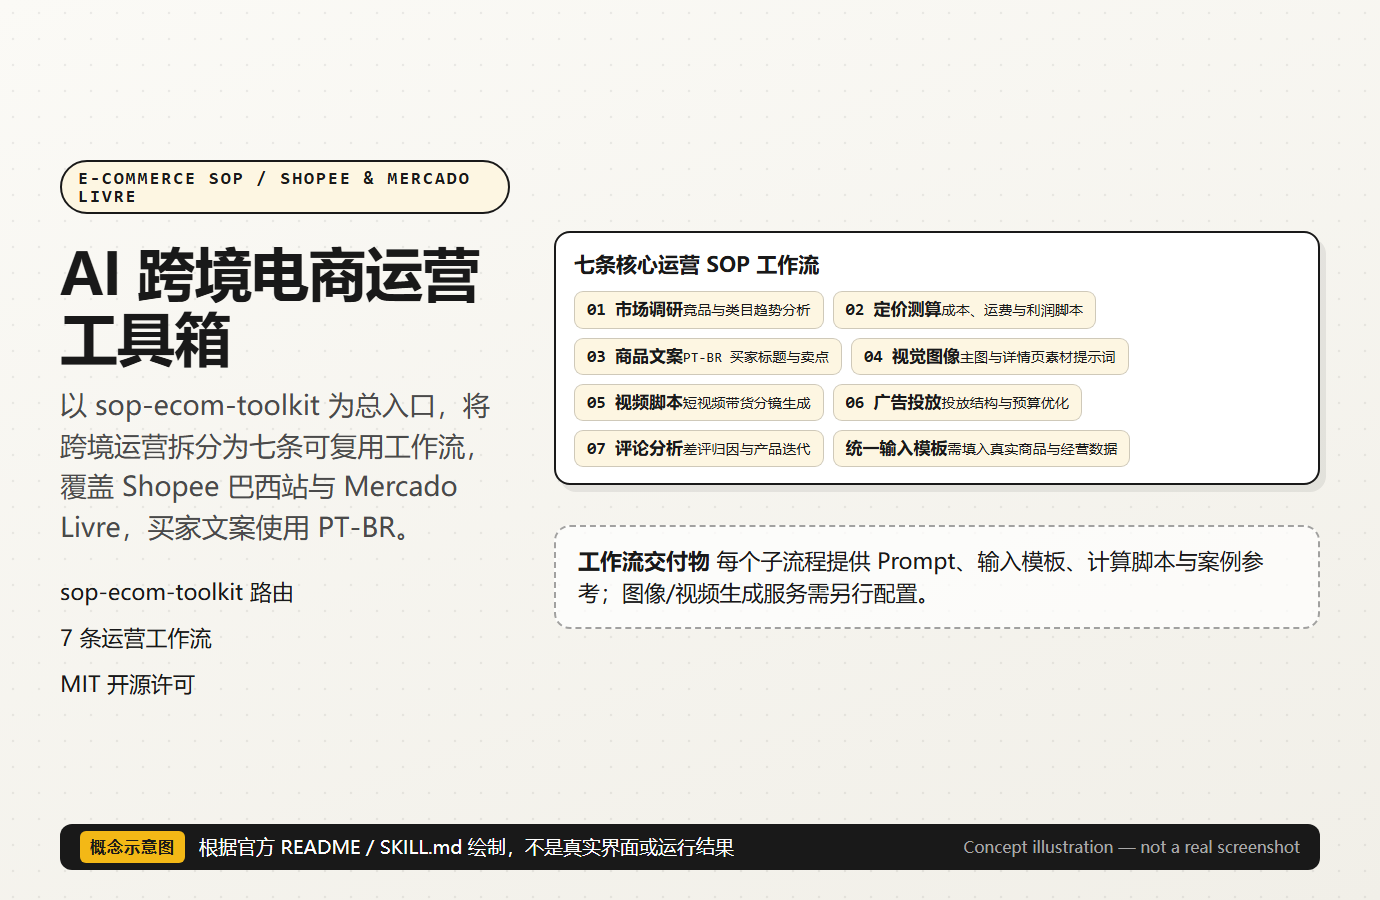 E-COMMERCE SOP / SHOPEE & MERCADO
LIVRE
AI 跨境电商运营
工具箱
以 sop-ecom-toolkit 为总入口，将
跨境运营拆分为七条可复用工作流，
覆盖 Shopee 巴西站与 Mercado
Livre，买家文案使用 PT-BR。
sop-ecom-toolkit 路由
7 条运营工作流
MIT 开源许可
七条核心运营 SOP 工作流
01 市场调研竞品与类目趋势分析
02 定价测算成本、运费与利润脚本
03 商品文案PT-BR 买家标题与卖点
04 视觉图像主图与详情页素材提示词
05 视频脚本短视频带货分镜生成
06 广告投放投放结构与预算优化
07 评论分析差评归因与产品迭代
统一输入模板需填入真实商品与经营数据
工作流交付物 每个子流程提供 Prompt、输入模板、计算脚本与案例参
考；图像/视频生成服务需另行配置。
概念示意图 根据官方 README / SKILL.md 绘制，不是真实界面或运行结果
Concept illustration — not a real screenshot